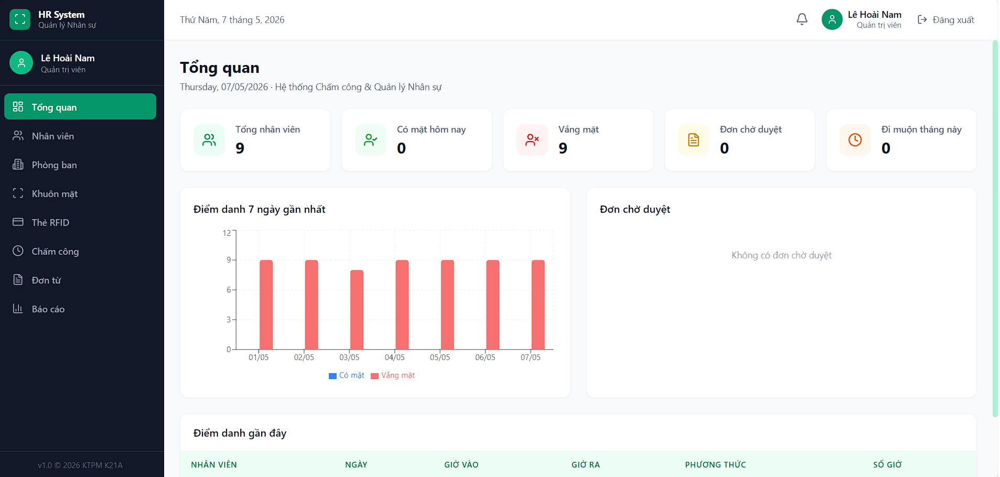 HR System
Quản lý Nhân sự
Lê Hoài Nam
Quản trị viên
Tổng quan
Nhân viên
Phòng ban
Khuôn mặt
Thẻ RFID
Chấm công
Đơn từ
Báo cáo
v1.0 © 2026 KTPM K21A
Thứ Năm, 7 tháng 5, 2026
Lê Hoài Nam
Quản trị viên
Đăng xuất
Tổng quan
Thursday, 07/05/2026 · Hệ thống Chấm công & Quản lý Nhân sự
Tổng nhân viên
9
Có mặt hôm nay
0
Vắng mặt
9
Đơn chờ duyệt
0
Đi muộn tháng này
0
Điểm danh 7 ngày gần nhất
12
9
6
3
0
01/05 02/05 03/05 04/05 05/05 06/05 07/05
Có mặt Vắng mặt
Đơn chờ duyệt
Không có đơn chờ duyệt
Điểm danh gần đây
NHÂN VIÊN NGÀY GIỜ VÀO GIỜ RA PHƯƠNG THỨC SỐ GIỜ